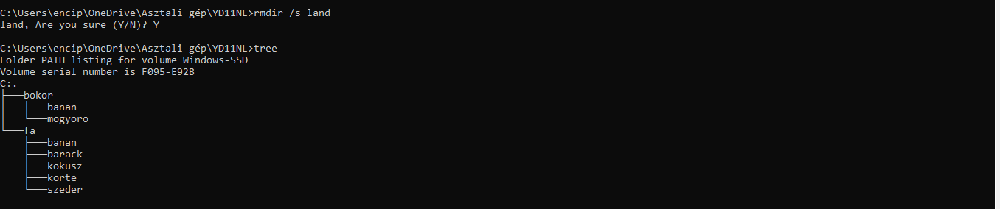 C:\Users\encip\OneDrive\Asztali gép\YD11NL>rmdir /s land
land, Are you sure (Y/N)? Y
C:\Users\encip\OneDrive\Asztali gép\YD11NL>tree
Folder PATH listing for volume Windows-SSD
Volume serial number is F095-E92B
C:.
├───bokor
│   ├───banan
│   └───mogyoro
└───fa
    ├───banan
    ├───barack
    ├───kokusz
    ├───korte
    └───szeder